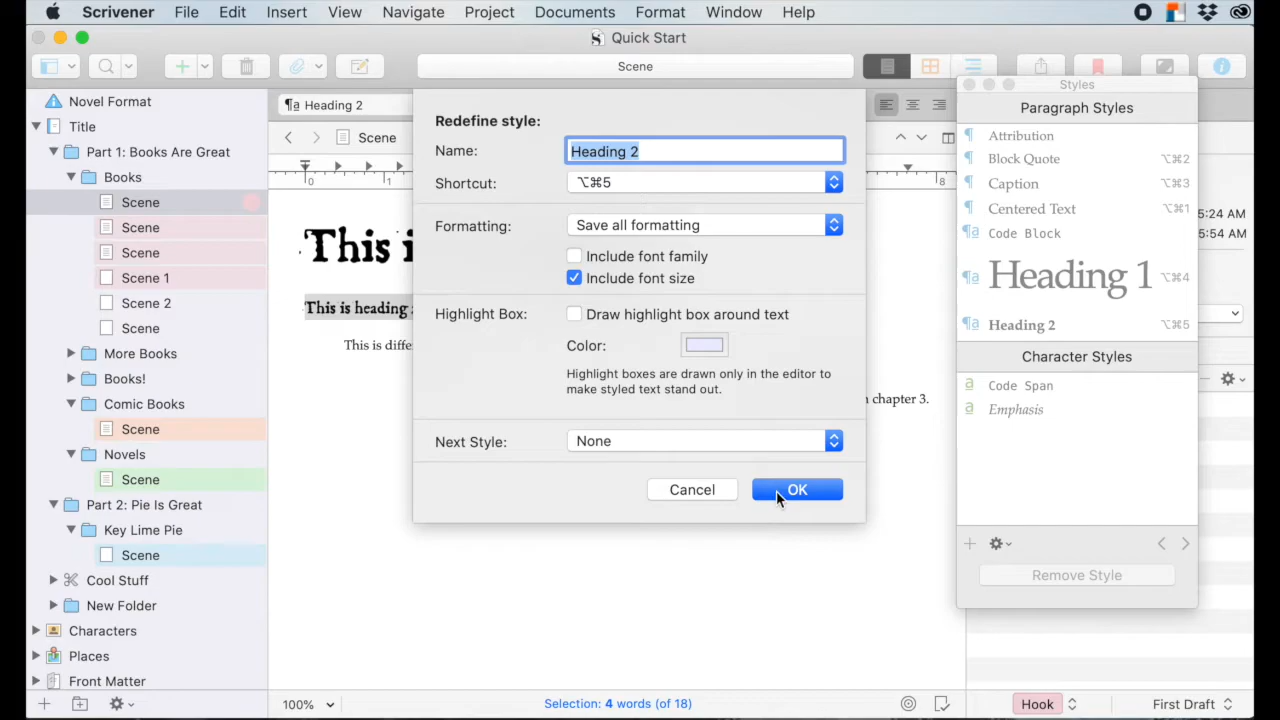 Scrivener File Edit Insert View Navigate Project Documents Format Window Help
Quick Start
Scene
Novel Format
Title
Part 1: Books Are Great
Books
Scene
Scene
Scene
Scene 1
Scene 2
Scene
More Books
Books!
Comic Books
Scene
Novels
Scene
Part 2: Pie Is Great
Key Lime Pie
Scene
Cool Stuff
New Folder
Characters
Places
Front Matter
¶a Heading 2
Scene
0 1 8
This i
This is heading
This is diffe
chapter 3.
100%
Selection: 4 words (of 18)
Redefine style:
Name: Heading 2
Shortcut: ⌥⌘5
Formatting: Save all formatting
Include font family
Include font size
Highlight Box: Draw highlight box around text
Color:
Highlight boxes are drawn only in the editor to
make styled text stand out.
Next Style: None
Cancel OK
Styles
Paragraph Styles
¶ Attribution
¶ Block Quote ⌥⌘2
¶ Caption ⌥⌘3
¶ Centered Text ⌥⌘1
¶a Code Block
¶a Heading 1 ⌥⌘4
¶a Heading 2 ⌥⌘5
Character Styles
a Code Span
a Emphasis
Remove Style
5:24 AM
5:54 AM
Hook First Draft